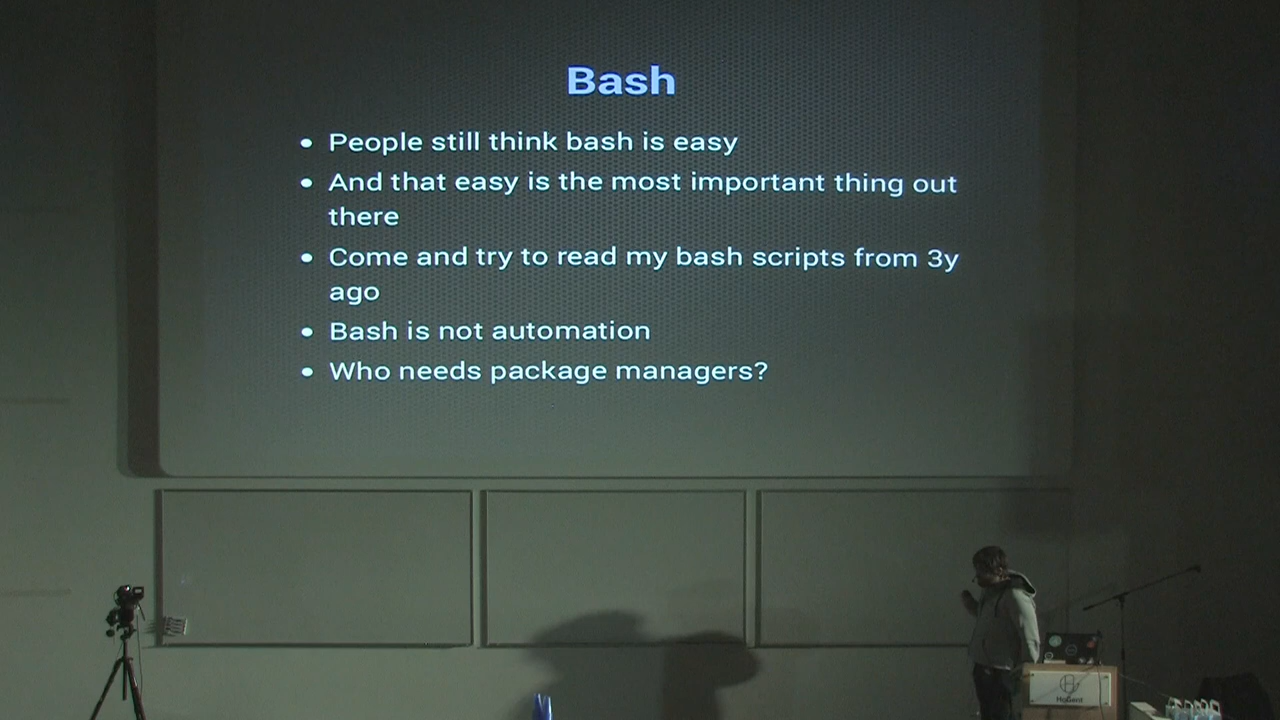 Bash
• People still think bash is easy
• And that easy is the most important thing out
there
• Come and try to read my bash scripts from 3y
ago
• Bash is not automation
• Who needs package managers?
HoGent